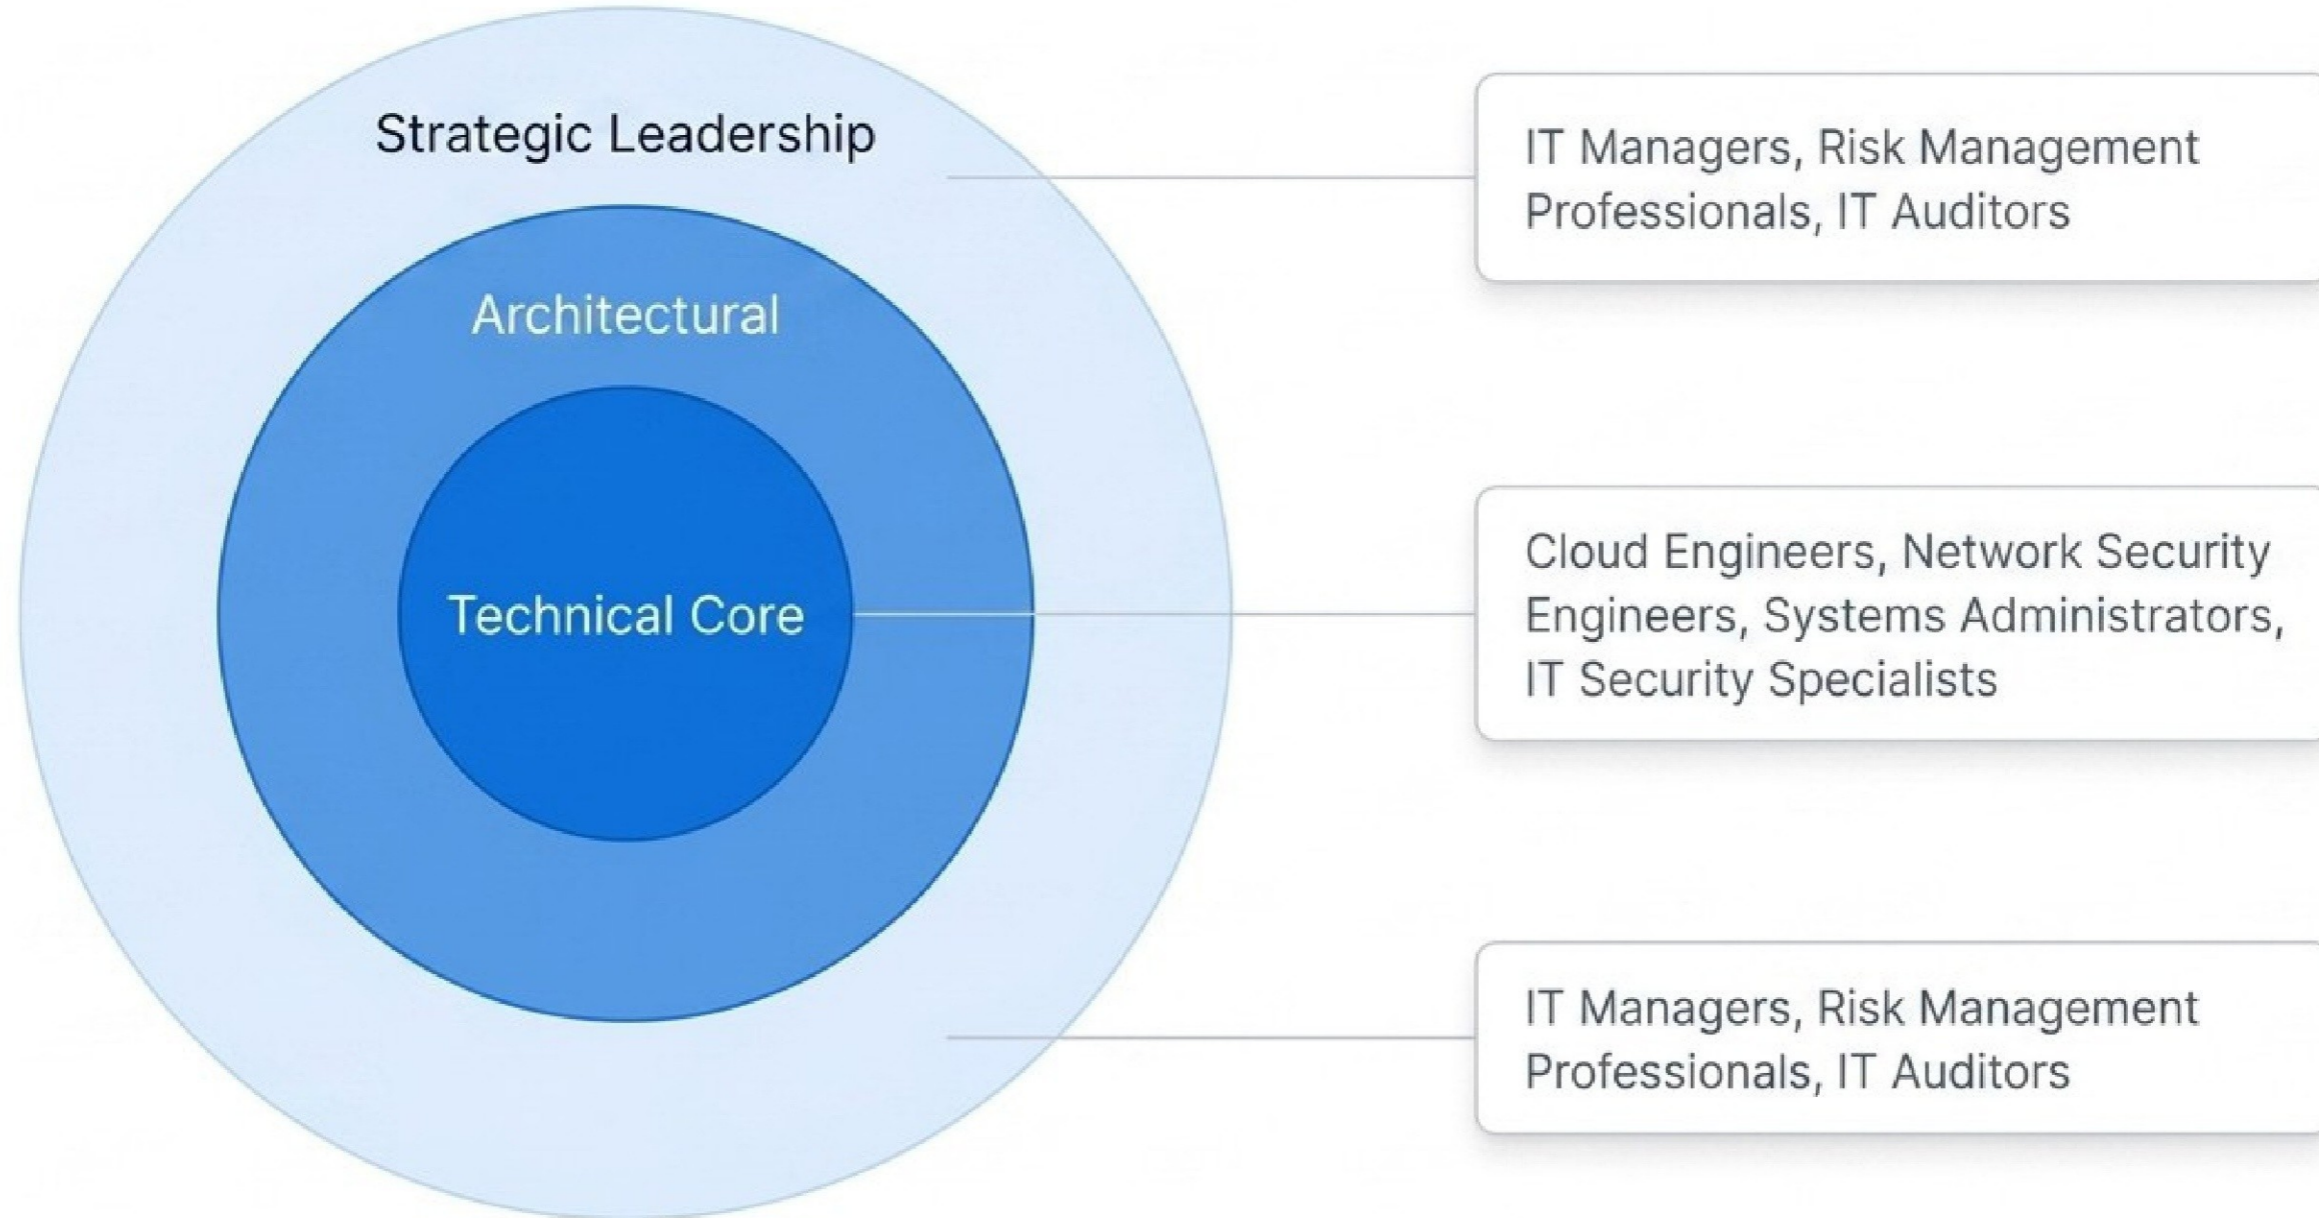 Strategic Leadership
Architectural
Technical Core
IT Managers, Risk Management
Professionals, IT Auditors
Cloud Engineers, Network Security
Engineers, Systems Administrators,
IT Security Specialists
IT Managers, Risk Management
Professionals, IT Auditors